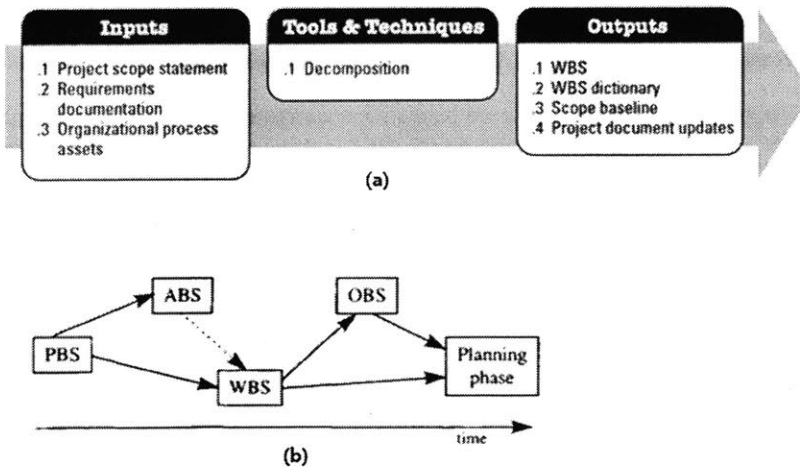 Inputs
.1 Project scope statement
.2 Requirements
documentation
.3 Organizational process
assets
Tools & Techniques
.1 Decomposition
Outputs
.1 WBS
.2 WBS dictionary
.3 Scope baseline
.4 Project document updates
(a)
ABS
OBS
PBS
WBS
Planning
phase
time
(b)